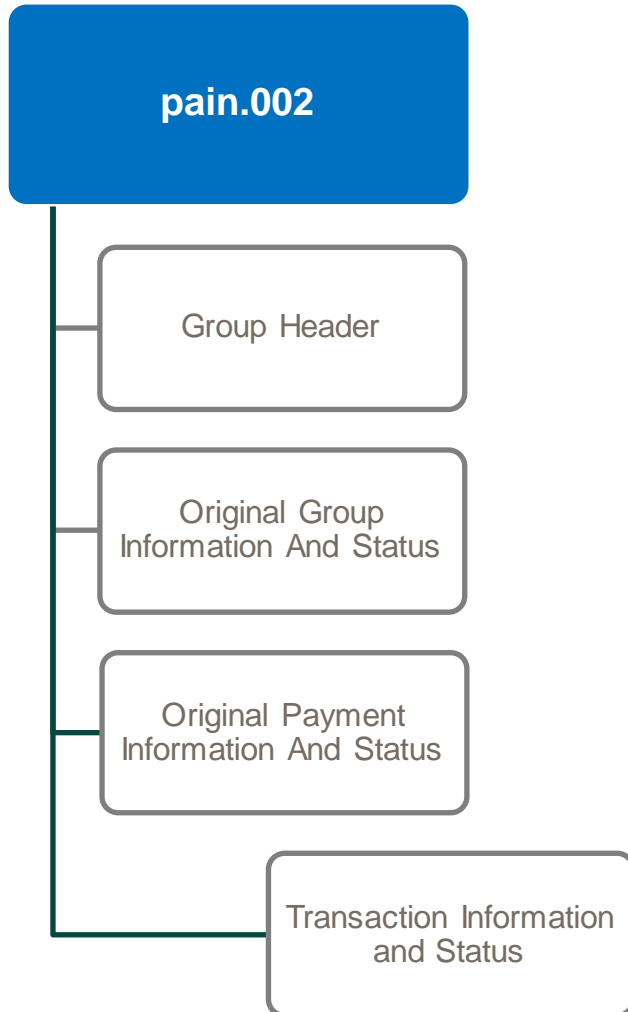 pain.002
Group Header
Original Group
Information And Status
Original Payment
Information And Status
Transaction Information
and Status